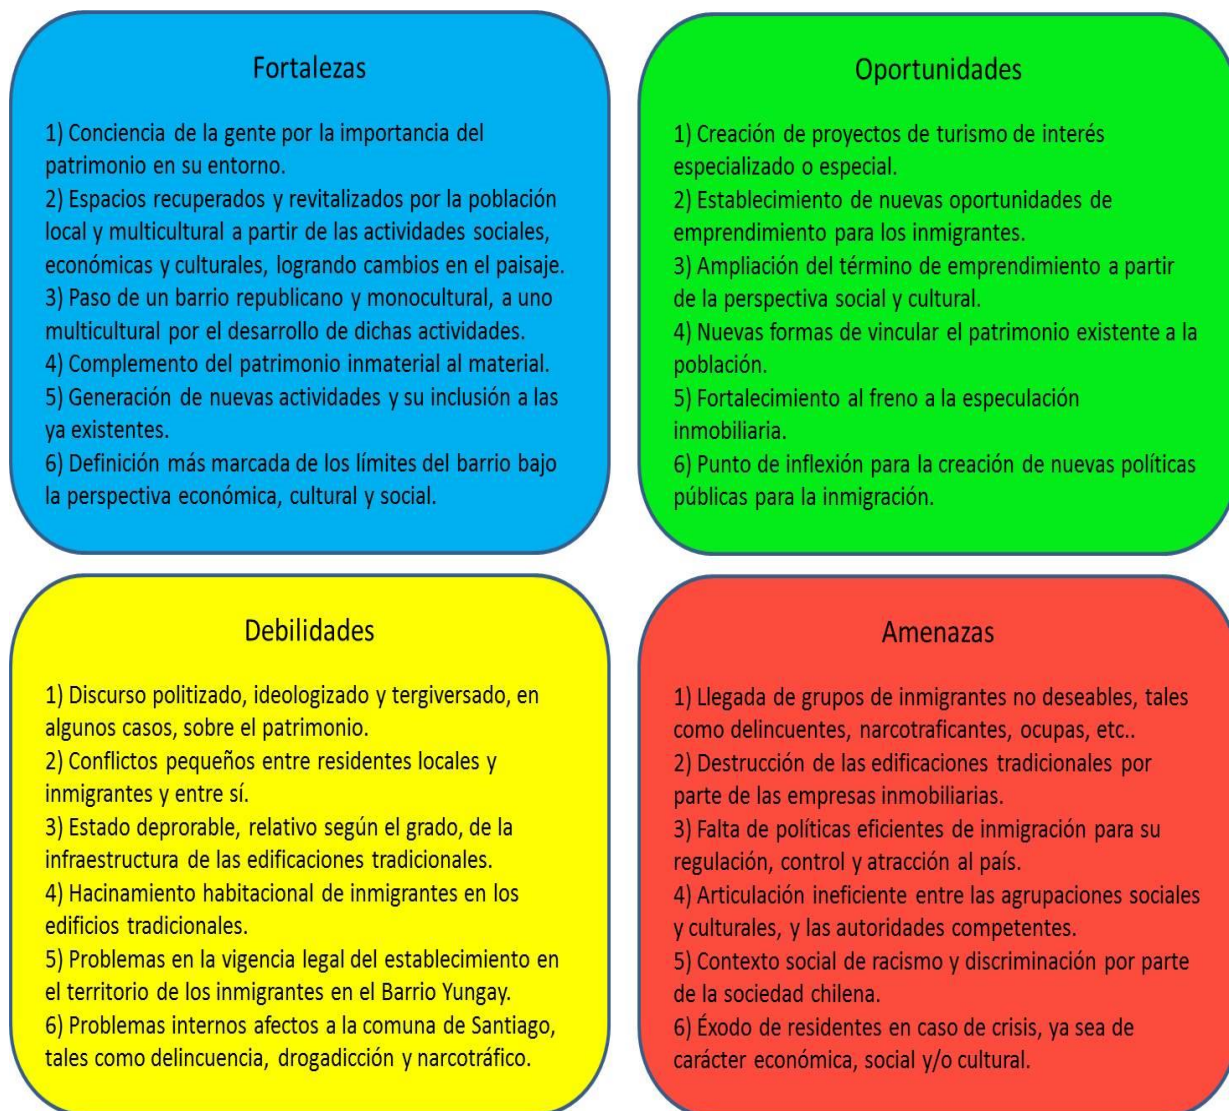 Fortalezas
1) Conciencia de la gente por la importancia del
patrimonio en su entorno.
2) Espacios recuperados y revitalizados por la población
local y multicultural a partir de las actividades sociales,
económicas y culturales, logrando cambios en el paisaje.
3) Paso de un barrio republicano y monocultural, a uno
multicultural por el desarrollo de dichas actividades.
4) Complemento del patrimonio inmaterial al material.
5) Generación de nuevas actividades y su inclusión a las
ya existentes.
6) Definición más marcada de los límites del barrio bajo
la perspectiva económica, cultural y social.
Oportunidades
1) Creación de proyectos de turismo de interés
especializado o especial.
2) Establecimiento de nuevas oportunidades de
emprendimiento para los inmigrantes.
3) Ampliación del término de emprendimiento a partir
de la perspectiva social y cultural.
4) Nuevas formas de vincular el patrimonio existente a la
población.
5) Fortalecimiento al freno a la especulación
inmobiliaria.
6) Punto de inflexión para la creación de nuevas políticas
públicas para la inmigración.
Debilidades
1) Discurso politizado, ideologizado y tergiversado, en
algunos casos, sobre el patrimonio.
2) Conflictos pequeños entre residentes locales y
inmigrantes y entre sí.
3) Estado deprorable, relativo según el grado, de la
infraestructura de las edificaciones tradicionales.
4) Hacinamiento habitacional de inmigrantes en los
edificios tradicionales.
5) Problemas en la vigencia legal del establecimiento en
el territorio de los inmigrantes en el Barrio Yungay.
6) Problemas internos afectos a la comuna de Santiago,
tales como delincuencia, drogadicción y narcotráfico.
Amenazas
1) Llegada de grupos de inmigrantes no deseables, tales
como delincuentes, narcotraficantes, ocupas, etc..
2) Destrucción de las edificaciones tradicionales por
parte de las empresas inmobiliarias.
3) Falta de políticas eficientes de inmigración para su
regulación, control y atracción al país.
4) Articulación ineficiente entre las agrupaciones sociales
y culturales, y las autoridades competentes.
5) Contexto social de racismo y discriminación por parte
de la sociedad chilena.
6) Éxodo de residentes en caso de crisis, ya sea de
carácter económica, social y/o cultural.